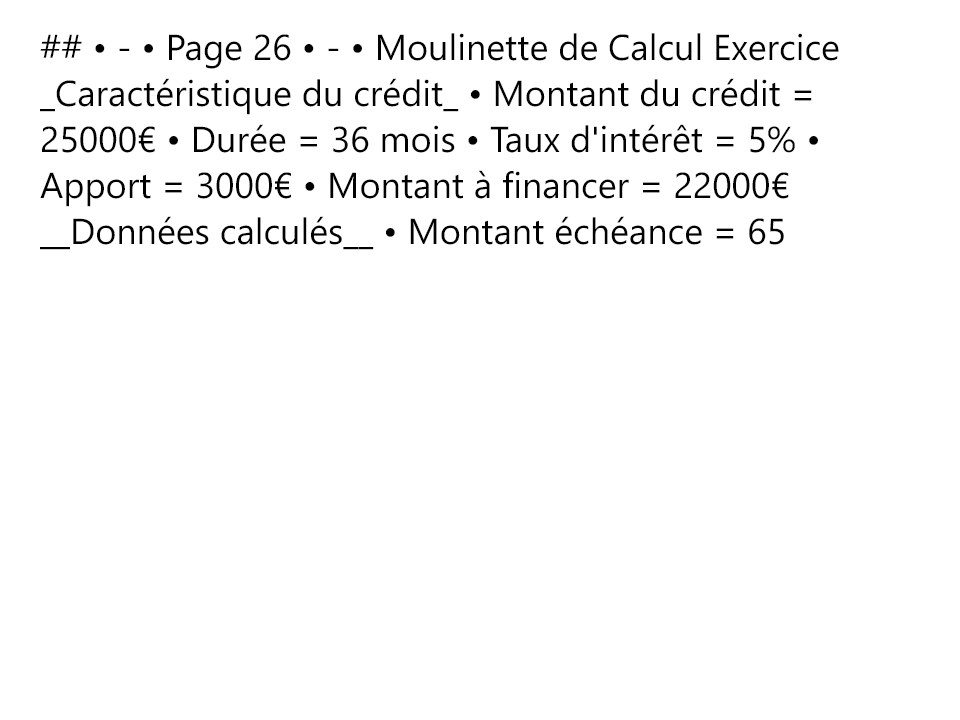 ## • - • Page 26 • - • Moulinette de Calcul Exercice
_Caractéristique du crédit_ • Montant du crédit =
25000€ • Durée = 36 mois • Taux d'intérêt = 5% •
Apport = 3000€ • Montant à financer = 22000€
__Données calculés__ • Montant échéance = 65